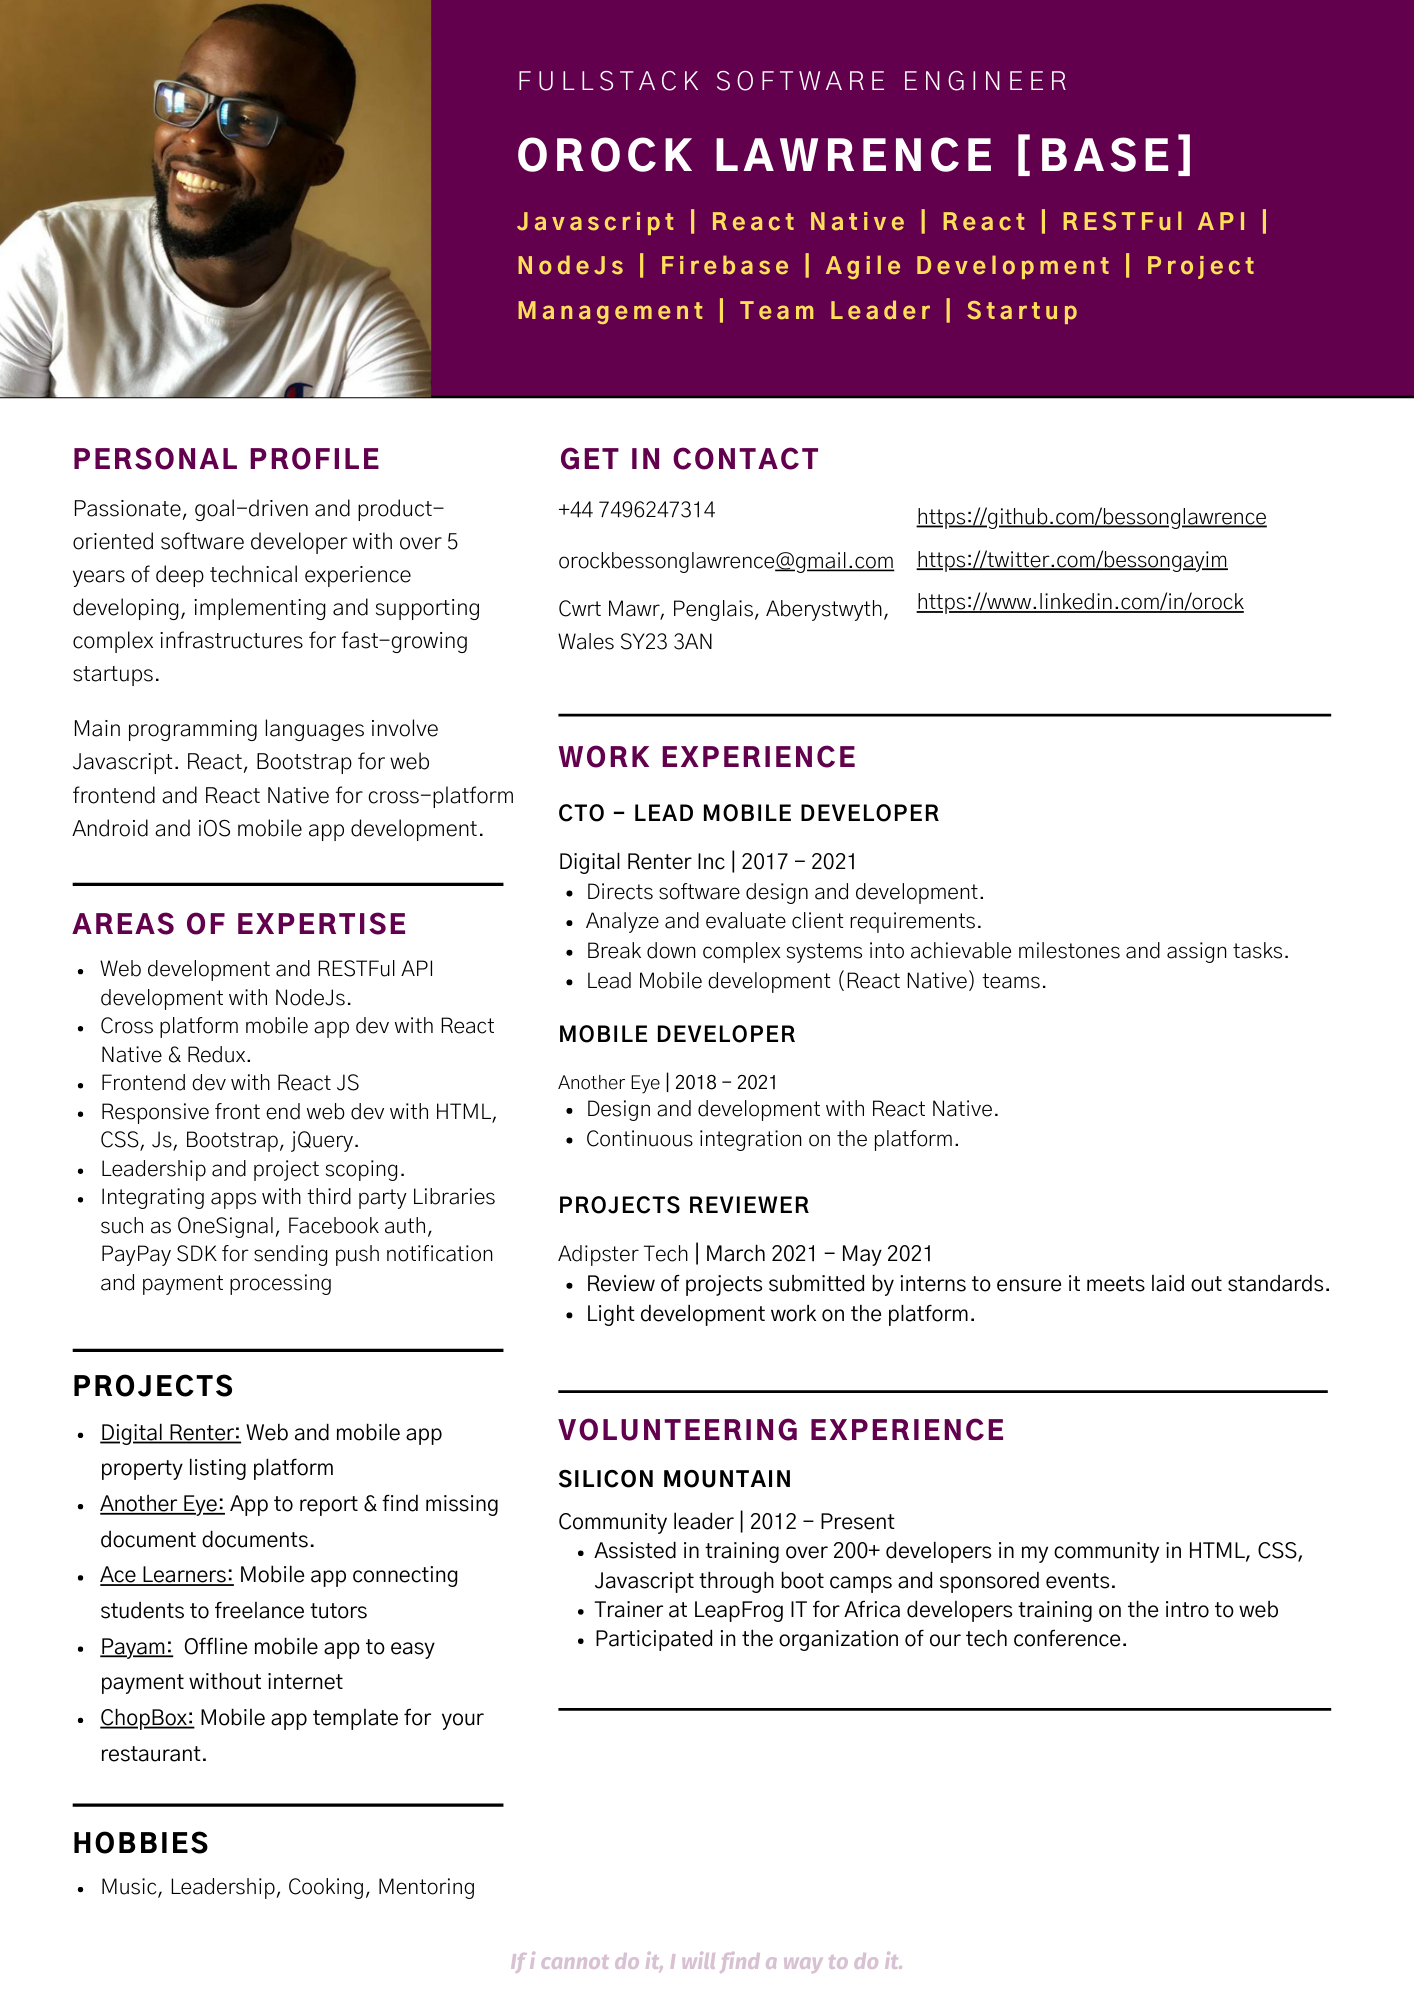 FULLSTACK SOFTWARE ENGINEER
OROCK LAWRENCE [BASE]
Javascript | React Native | React | RESTFul API |
NodeJs | Firebase | Agile Development | Project
Management | Team Leader | Startup
PERSONAL PROFILE
Passionate, goal-driven and product-
oriented software developer with over 5
years of deep technical experience
developing, implementing and supporting
complex infrastructures for fast-growing
startups.
Main programming languages involve
Javascript. React, Bootstrap for web
frontend and React Native for cross-platform
Android and iOS mobile app development.
AREAS OF EXPERTISE
• Web development and RESTFul API
development with NodeJs.
• Cross platform mobile app dev with React
Native & Redux.
• Frontend dev with React JS
• Responsive front end web dev with HTML,
CSS, Js, Bootstrap, jQuery.
• Leadership and project scoping.
• Integrating apps with third party Libraries
such as OneSignal, Facebook auth,
PayPay SDK for sending push notification
and payment processing
PROJECTS
• Digital Renter: Web and mobile app
property listing platform
• Another Eye: App to report & find missing
document documents.
• Ace Learners: Mobile app connecting
students to freelance tutors
• Payam: Offline mobile app to easy
payment without internet
• ChopBox: Mobile app template for your
restaurant.
HOBBIES
• Music, Leadership, Cooking, Mentoring
GET IN CONTACT
+44 7496247314
orockbessonglawrence@gmail.com
Cwrt Mawr, Penglais, Aberystwyth,
Wales SY23 3AN
https://github.com/bessonglawrence
https://twitter.com/bessongayim
https://www.linkedin.com/in/orock
WORK EXPERIENCE
CTO - LEAD MOBILE DEVELOPER
Digital Renter Inc | 2017 - 2021
• Directs software design and development.
• Analyze and evaluate client requirements.
• Break down complex systems into achievable milestones and assign tasks.
• Lead Mobile development (React Native) teams.
MOBILE DEVELOPER
Another Eye | 2018 - 2021
• Design and development with React Native.
• Continuous integration on the platform.
PROJECTS REVIEWER
Adipster Tech | March 2021 - May 2021
• Review of projects submitted by interns to ensure it meets laid out standards.
• Light development work on the platform.
VOLUNTEERING EXPERIENCE
SILICON MOUNTAIN
Community leader | 2012 - Present
• Assisted in training over 200+ developers in my community in HTML, CSS,
Javascript through boot camps and sponsored events.
• Trainer at LeapFrog IT for Africa developers training on the intro to web
• Participated in the organization of our tech conference.
If i cannot do it, I will find a way to do it.